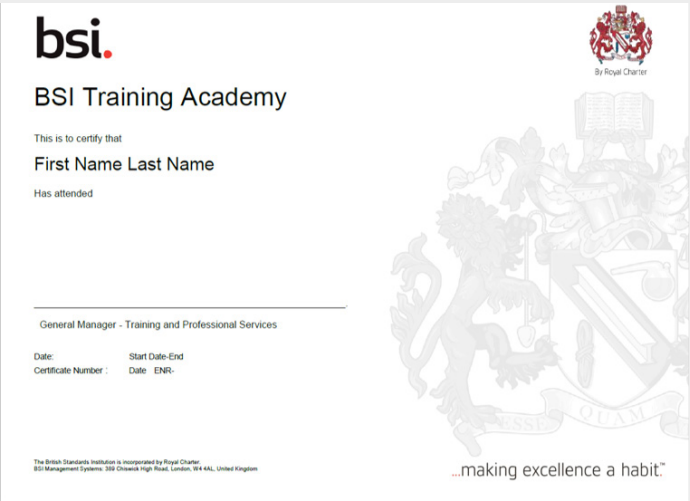 bsi.
By Royal Charter
BSI Training Academy
This is to certify that
First Name Last Name
Has attended
General Manager - Training and Professional Services
Date: Start Date-End
Certificate Number : Date ENR-
ESSE QUAM
The British Standards Institution is incorporated by Royal Charter.
BSI Management Systems: 389 Chiswick High Road, London, W4 4AL, United Kingdom
...making excellence a habit.™